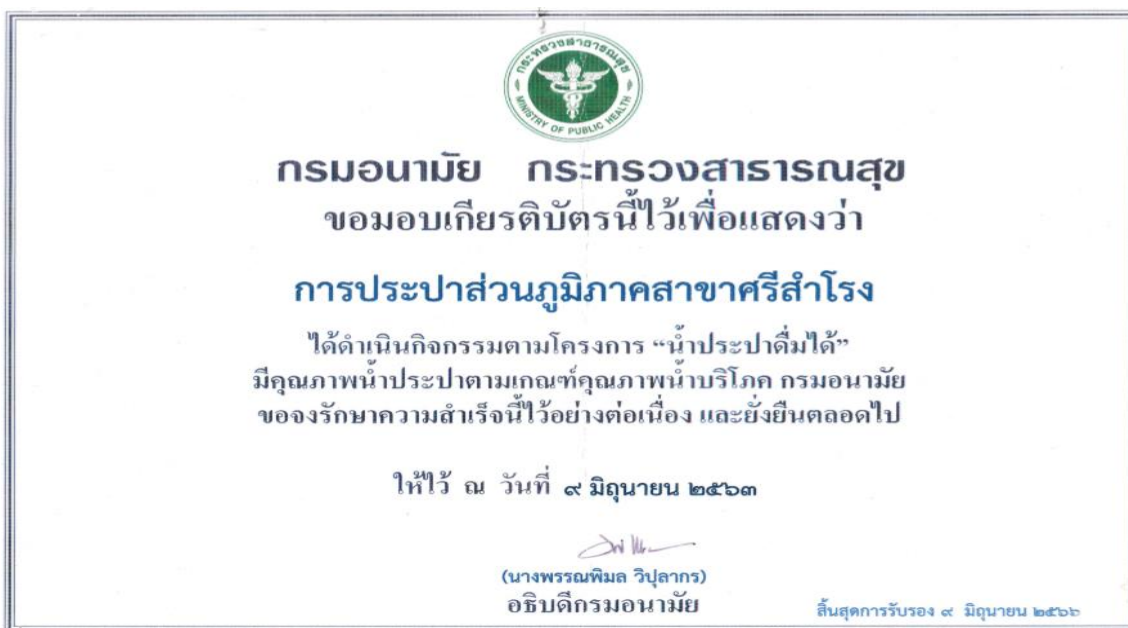 กระทรวงสาธารณสุข
MINISTRY OF PUBLIC HEALTH
กรมอนามัย กระทรวงสาธารณสุข
ขอมอบเกียรติบัตรนี้ไว้เพื่อแสดงว่า
การประปาส่วนภูมิภาคสาขาศรีสำโรง
ได้ดำเนินกิจกรรมตามโครงการ “น้ำประปาดื่มได้”
มีคุณภาพน้ำประปาตามเกณฑ์คุณภาพน้ำบริโภค กรมอนามัย
ขอจงรักษาความสำเร็จนี้ไว้อย่างต่อเนื่อง และยั่งยืนตลอดไป
ให้ไว้ ณ วันที่ ๙ มิถุนายน ๒๕๖๓
(นางพรรณพิมล วิปุลากร)
อธิบดีกรมอนามัย
สิ้นสุดการรับรอง ๙ มิถุนายน ๒๕๖๖